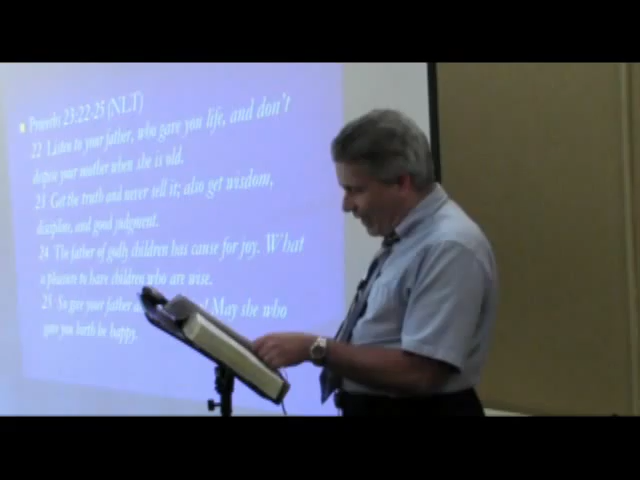 Proverbs 23:22-25 (NLT)
22 Listen to your father, who gave you life, and don't
despise your mother when she is old.
23 Get the truth and never sell it; also get wisdom,
discipline, and good judgment.
24 The father of godly children has cause for joy. What
a pleasure to have children who are wise.
25 So give your father May she who
gave you birth be happy.